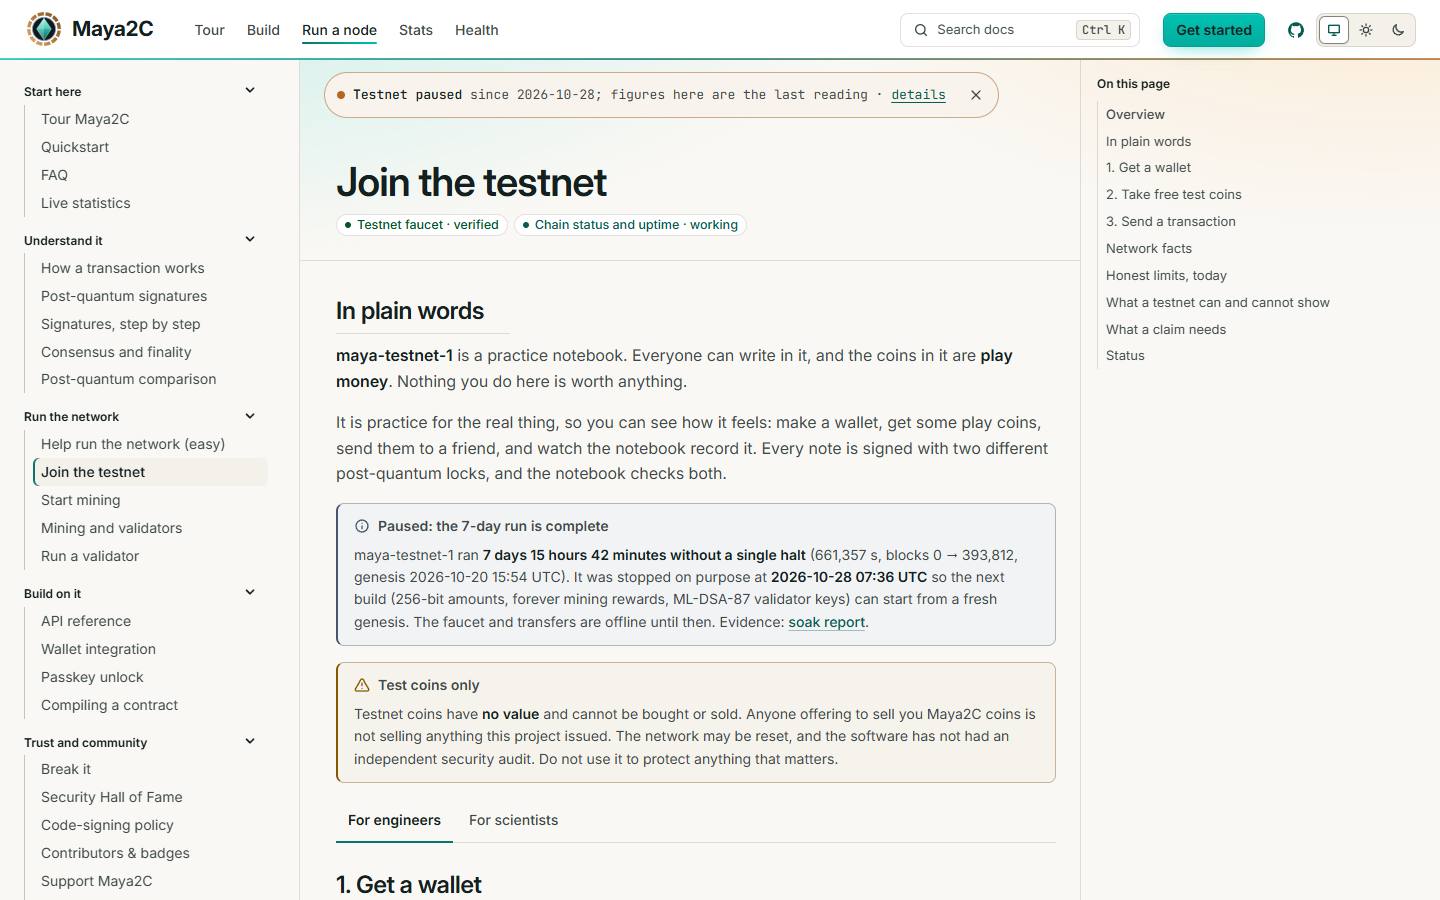 Maya2C
Tour
Build
Run a node
Stats
Health
Search docs
Ctrl K
Get started
Start here
Tour Maya2C
Quickstart
FAQ
Live statistics
Understand it
How a transaction works
Post-quantum signatures
Signatures, step by step
Consensus and finality
Post-quantum comparison
Run the network
Help run the network (easy)
Join the testnet
Start mining
Mining and validators
Run a validator
Build on it
API reference
Wallet integration
Passkey unlock
Compiling a contract
Trust and community
Break it
Security Hall of Fame
Code-signing policy
Contributors & badges
Support Maya2C
Testnet paused since 2026-10-28; figures here are the last reading · details
Join the testnet
Testnet faucet · verified
Chain status and uptime · working
In plain words
maya-testnet-1 is a practice notebook. Everyone can write in it, and the coins in it are play
money. Nothing you do here is worth anything.
It is practice for the real thing, so you can see how it feels: make a wallet, get some play coins,
send them to a friend, and watch the notebook record it. Every note is signed with two different
post-quantum locks, and the notebook checks both.
Paused: the 7-day run is complete
maya-testnet-1 ran 7 days 15 hours 42 minutes without a single halt (661,357 s, blocks 0 → 393,812,
genesis 2026-10-20 15:54 UTC). It was stopped on purpose at 2026-10-28 07:36 UTC so the next
build (256-bit amounts, forever mining rewards, ML-DSA-87 validator keys) can start from a fresh
genesis. The faucet and transfers are offline until then. Evidence: soak report.
Test coins only
Testnet coins have no value and cannot be bought or sold. Anyone offering to sell you Maya2C coins is
not selling anything this project issued. The network may be reset, and the software has not had an
independent security audit. Do not use it to protect anything that matters.
For engineers
For scientists
1. Get a wallet
On this page
Overview
In plain words
1. Get a wallet
2. Take free test coins
3. Send a transaction
Network facts
Honest limits, today
What a testnet can and cannot show
What a claim needs
Status